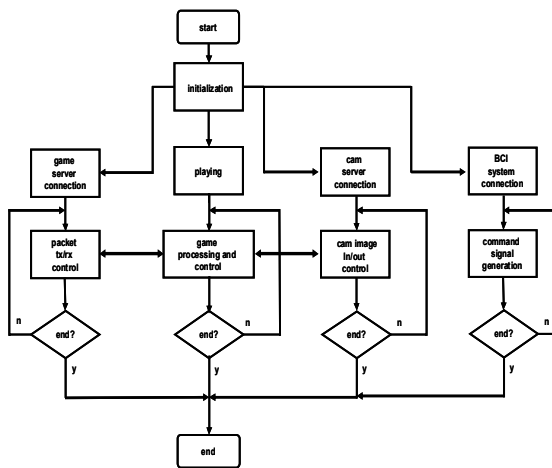 start
initialization
game
server
connection
playing
cam
server
connection
BCI
system
connection
packet
tx/rx
control
game
processing and
control
cam image
In/out
control
command
signal
generation
n
end?
y
end?
n
y
end?
n
y
end?
n
y
end